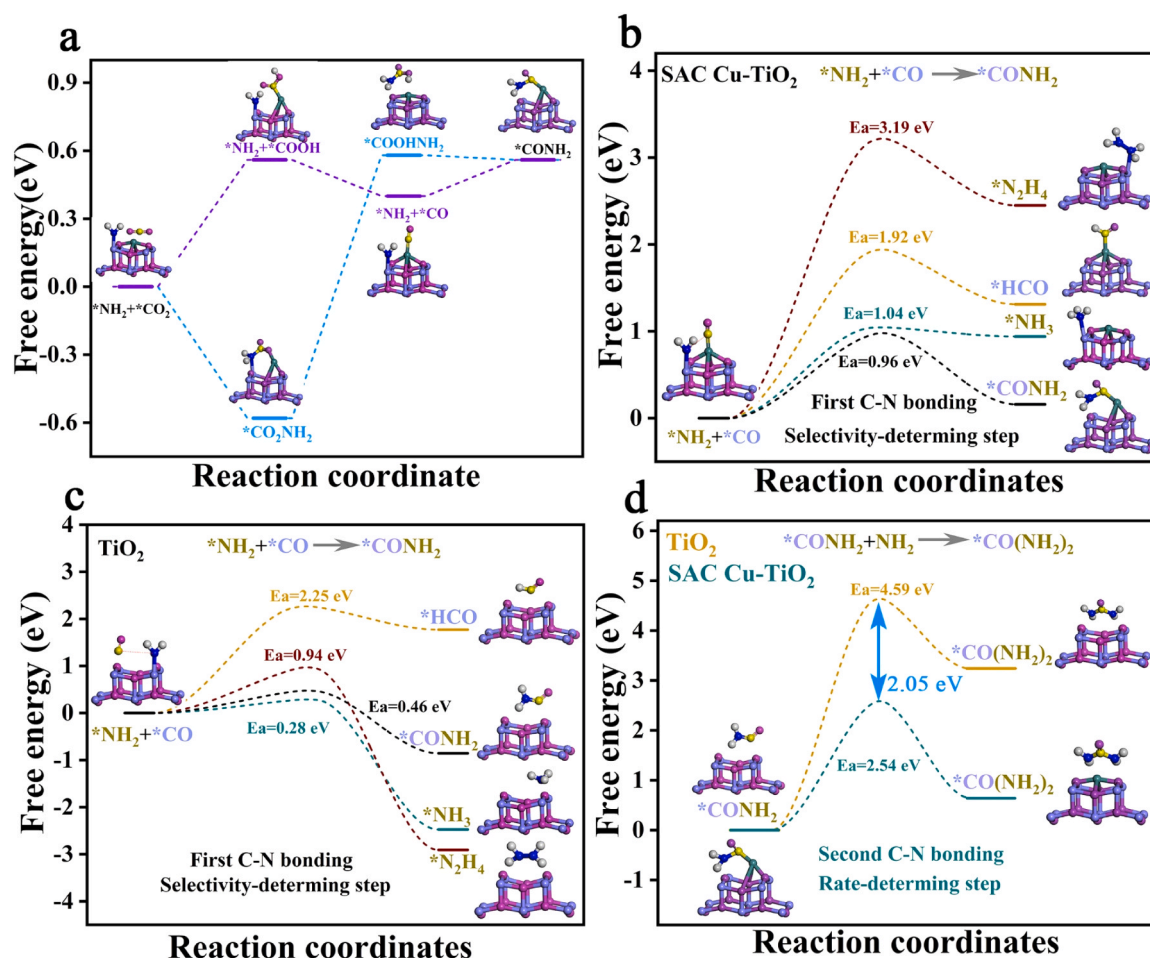 a
0.9
0.6
0.3
0.0
-0.3
-0.6
Free energy(eV)
*NH2+*COOH
*COOHNH2
*CONH2
*NH2+*CO
*NH2+*CO2
*CO2NH2
Reaction coordinate
b
SAC Cu-TiO2
*NH2+*CO
*CONH2
5
4
3
2
1
0
Free energy (eV)
Ea=3.19 eV
*N2H4
Ea=1.92 eV
*HCO
Ea=1.04 eV
*NH3
Ea=0.96 eV
*CONH2
*NH2+*CO
First C-N bonding
Selectivity-determing step
Reaction coordinates
c
TiO2
*NH2+*CO
*CONH2
4
3
2
1
0
-1
-2
-3
-4
Free energy (eV)
Ea=2.25 eV
*HCO
Ea=0.94 eV
Ea=0.46 eV
*NH2+*CO
Ea=0.28 eV
*CONH2
*NH3
*N2H4
First C-N bonding
Selectivity-determing step
Reaction coordinates
d
TiO2
SAC Cu-TiO2
*CONH2+NH2
*CO(NH2)2
6
5
4
3
2
1
0
-1
Free energy (eV)
Ea=4.59 eV
*CO(NH2)2
2.05 eV
Ea=2.54 eV
*CO(NH2)2
*CONH2
Second C-N bonding
Rate-determing step
Reaction coordinates